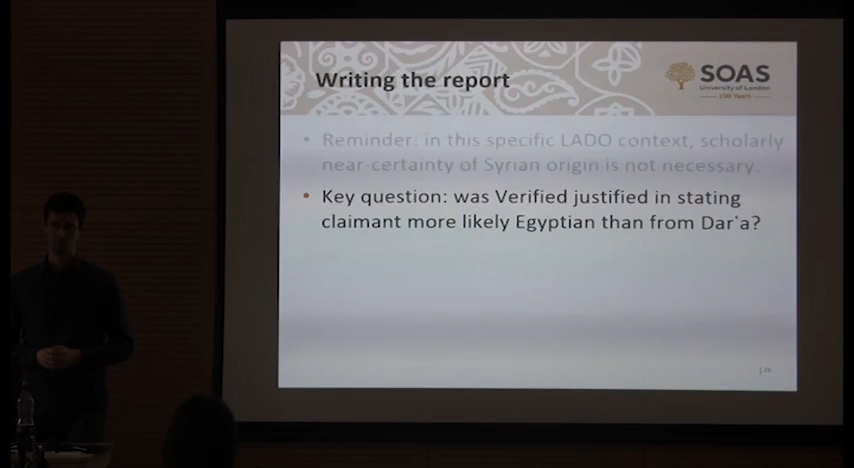 Writing the report
SOAS
University of London
100 Years
• Reminder: in this specific LADO context, scholarly
near-certainty of Syrian origin is not necessary.
• Key question: was Verified justified in stating
claimant more likely Egyptian than from Darʿa?